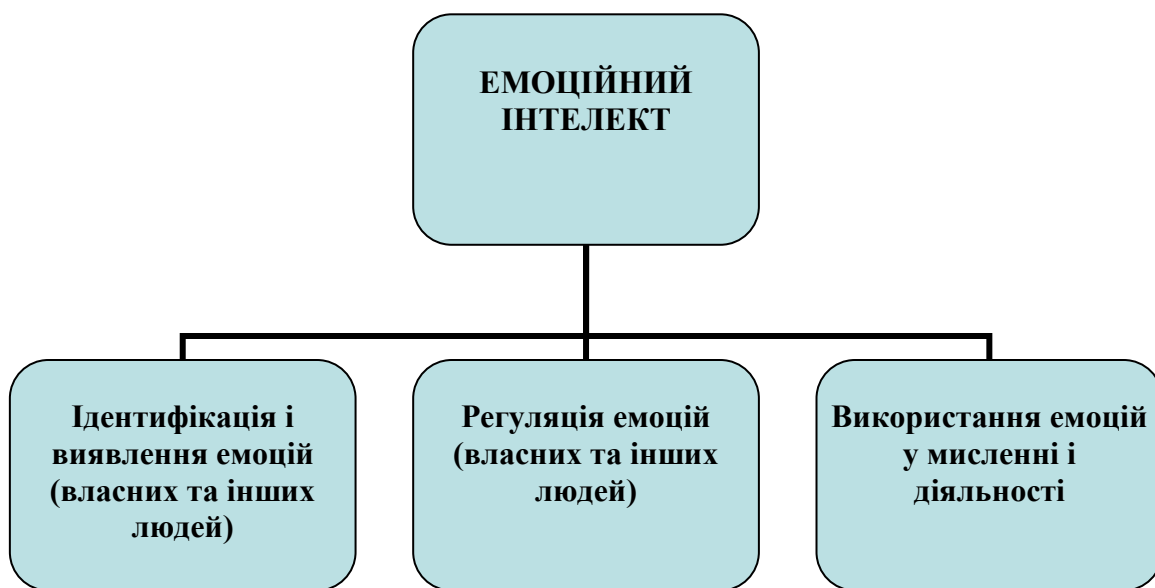 ЕМОЦІЙНИЙ
ІНТЕЛЕКТ
Ідентифікація і
виявлення емоцій
(власних та інших
людей)
Регуляція емоцій
(власних та інших
людей)
Використання емоцій
у мисленні і
діяльності